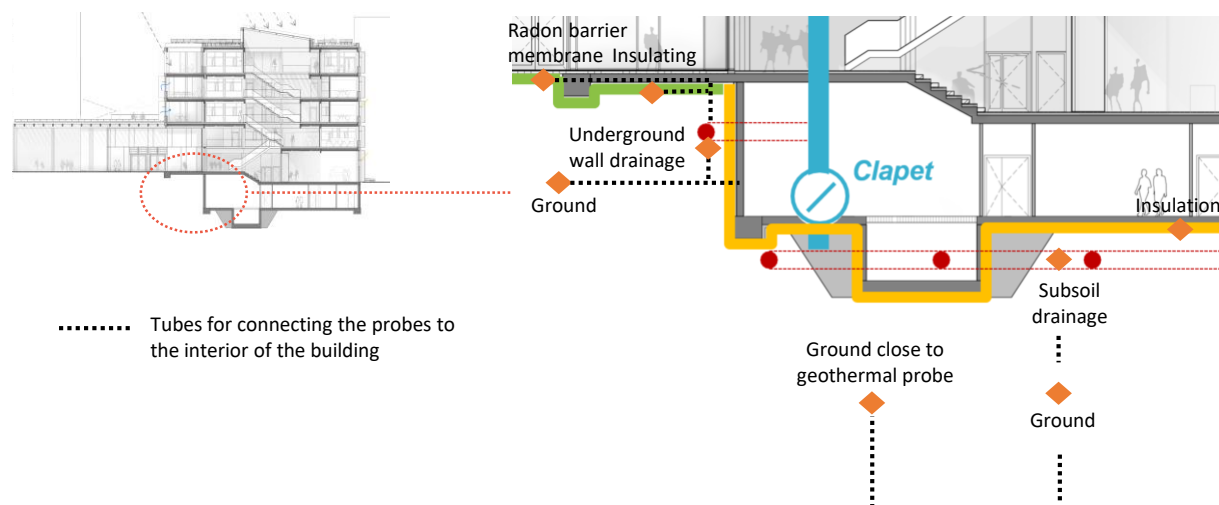 Radon barrier
membrane
Insulating
Underground
wall drainage
Clapet
Ground
Insulation
Tubes for connecting the probes to
the interior of the building
Subsoil
drainage
Ground close to
geothermal probe
Ground